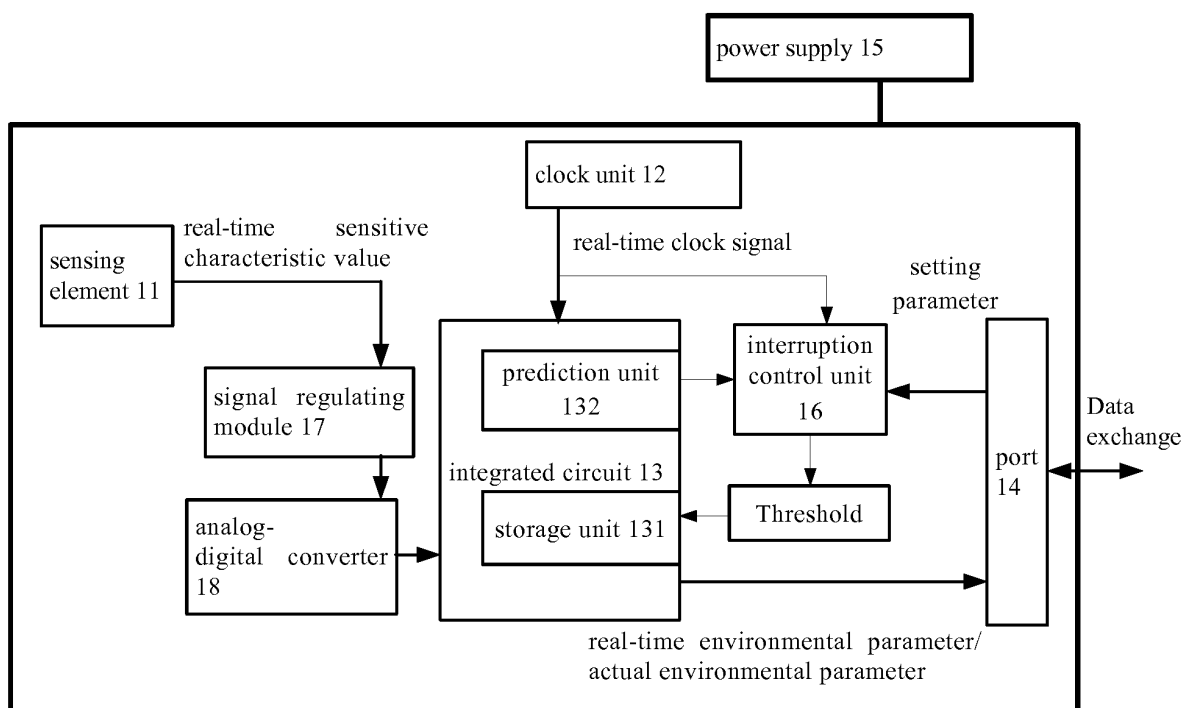 power supply 15
clock unit 12
real-time sensitive
characteristic value
sensing
element 11
real-time clock signal
setting
parameter
interruption
control unit
16
prediction unit
132
signal regulating
module 17
Data
exchange
port
14
integrated circuit 13
storage unit 131
Threshold
analog-
digital converter
18
real-time environmental parameter/
actual environmental parameter